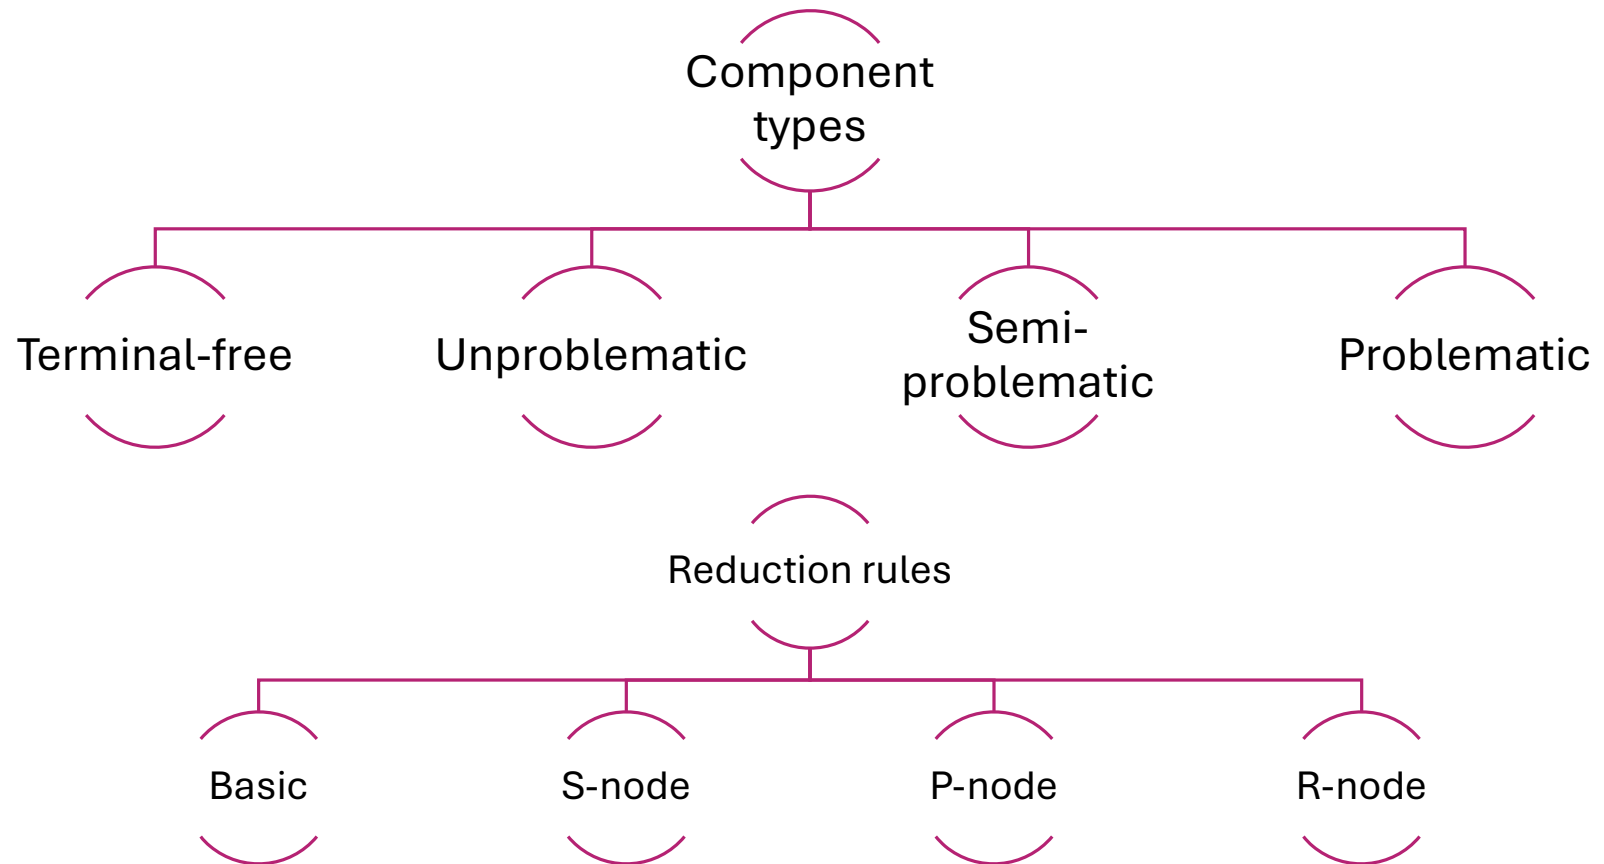 Component
types
Terminal-free
Unproblematic
Semi-
problematic
Problematic
Reduction rules
Basic
S-node
P-node
R-node